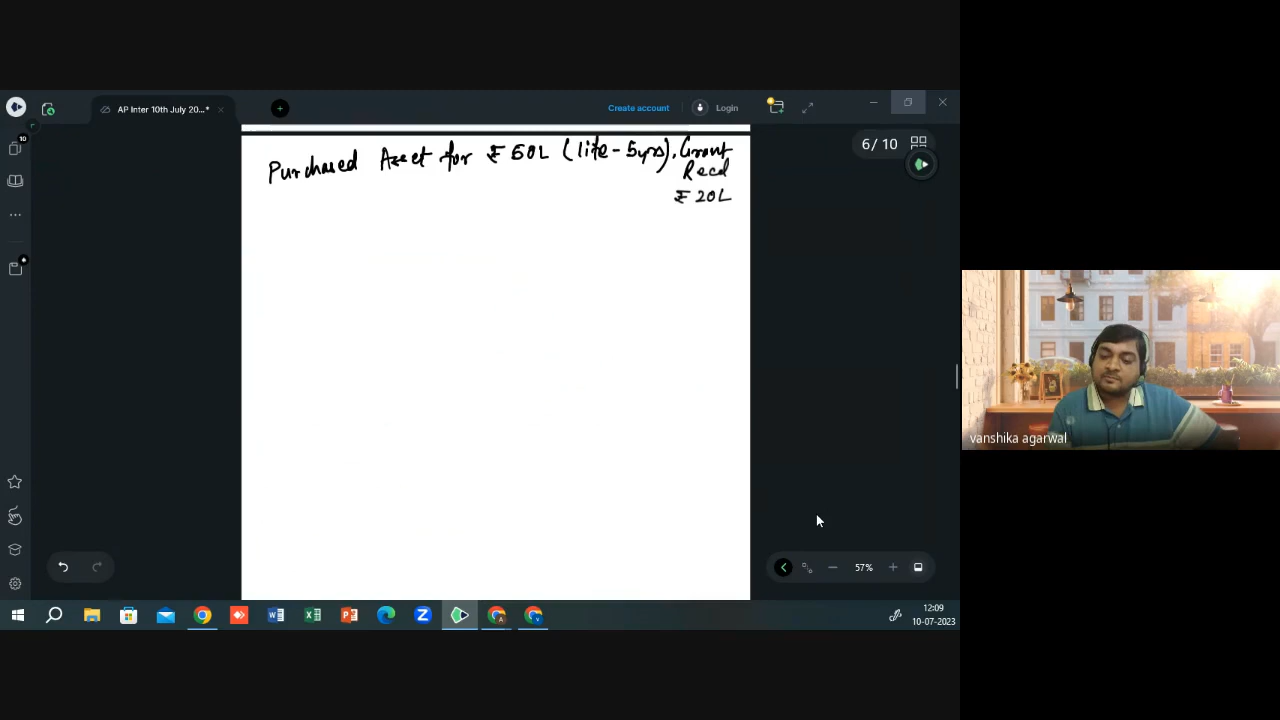 AP Inter 10th July 20...*
Create account
Login
10
6/ 10
Purchased Asset for ₹ 50L (life - 5yrs). Grant
Recd
₹ 20L
vanshika agarwal
57%
12:09
10-07-2023